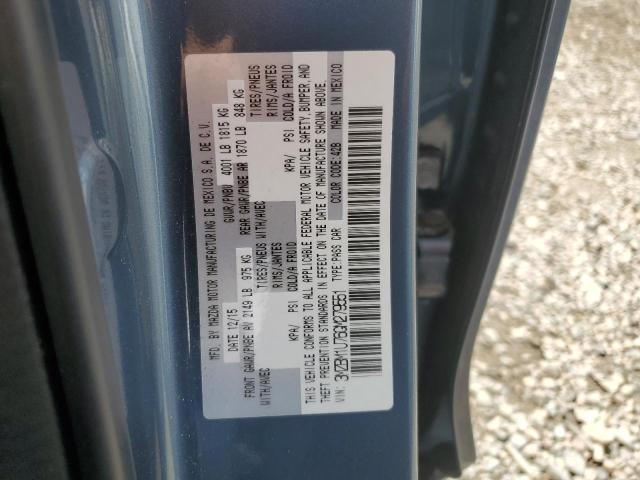 MFD. BY MAZDA MOTOR MANUFACTURING DE MEXICO S.A. DE C.V.
DATE 12/15 GVWR/PNBV 4001 LB 1815 KG
FRONT GAWR/PNBE AV 2149 LB 975 KG REAR GAWR/PNBE AR 1870 LB 848 KG
WITH/AVEC TIRES/PNEUS WITH/AVEC TIRES/PNEUS
RIMS/JANTES RIMS/JANTES
KPA/ PSI COLD/A FROID KPA/ PSI COLD/A FROID
THIS VEHICLE CONFORMS TO ALL APPLICABLE FEDERAL MOTOR VEHICLE SAFETY, BUMPER, AND
THEFT PREVENTION STANDARDS IN EFFECT ON THE DATE OF MANUFACTURE SHOWN ABOVE.
VIN: 3MZBM1U76GM279551 TYPE:PASS CAR COLOR CODE:42B MADE IN MEXICO